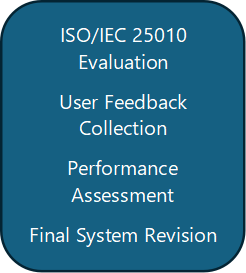 ISO/IEC 25010
Evaluation
User Feedback
Collection
Performance
Assessment
Final System Revision